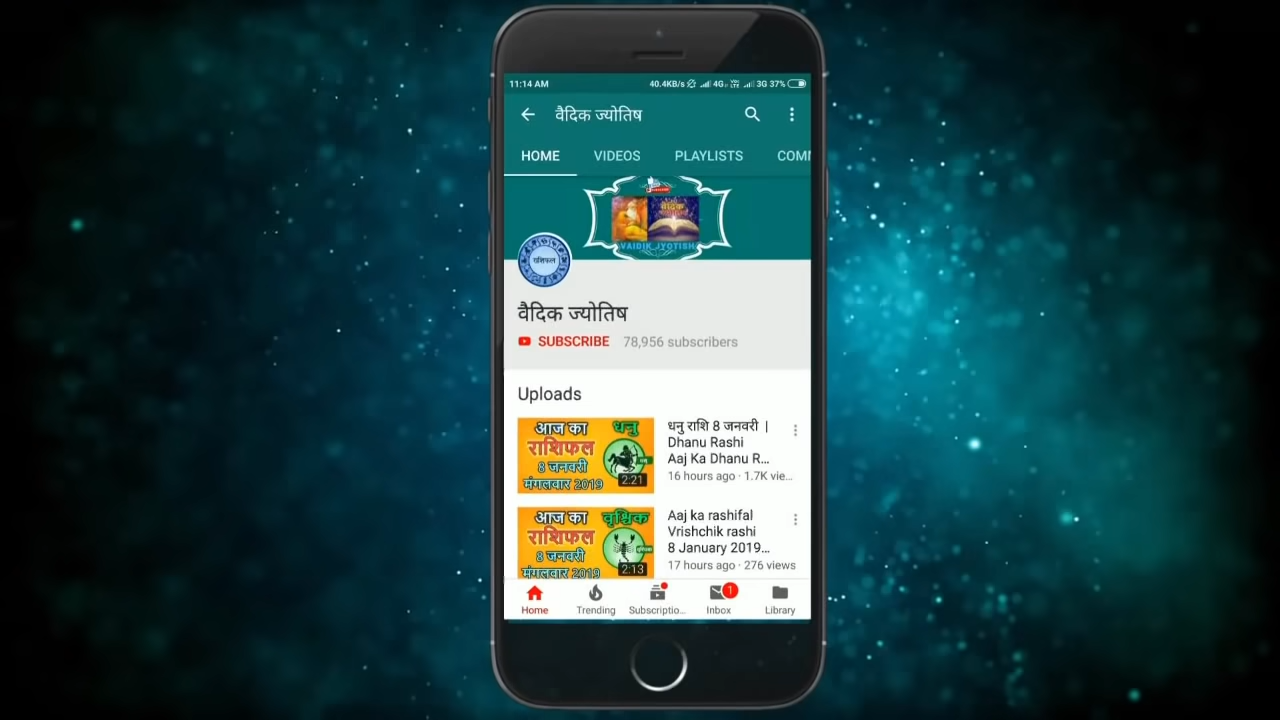 11:14 AM
40.4KB/s 4G 3G 37%
वैदिक ज्योतिष
HOME VIDEOS PLAYLISTS COM
वैदिक
VAIDIK JYOTISH
राशिफल
वैदिक ज्योतिष
SUBSCRIBE 78,956 subscribers
Uploads
आज का धनु
राशिफल
8 जनवरी
मंगलवार 2019
2:21
धनु राशि 8 जनवरी |
Dhanu Rashi
Aaj Ka Dhanu R...
16 hours ago · 1.7K vie...
आज का वृश्चिक
राशिफल
8 जनवरी
मंगलवार 2019
2:13
Aaj ka rashifal
Vrishchik rashi
8 January 2019...
17 hours ago · 276 views
1
Home Trending Subscriptio... Inbox Library